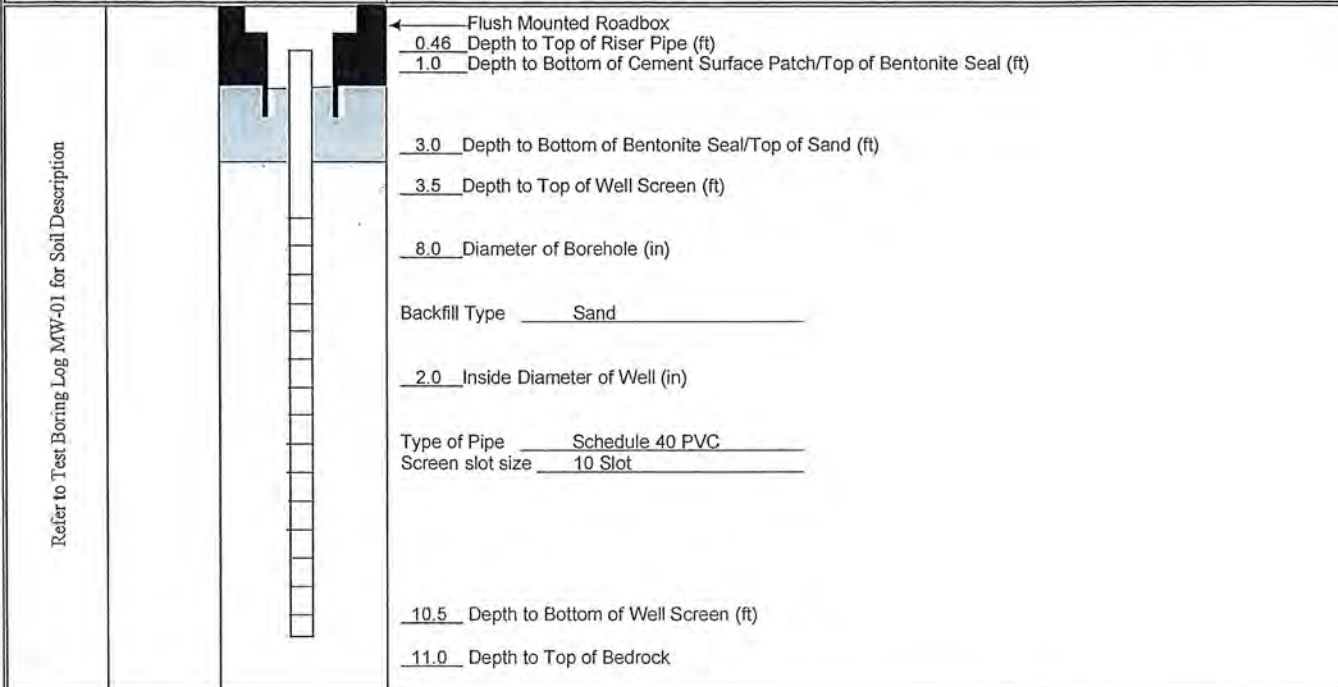 Refer to Test Boring Log MW-01 for Soil Description
Flush Mounted Roadbox
0.46 Depth to Top of Riser Pipe (ft)
1.0 Depth to Bottom of Cement Surface Patch/Top of Bentonite Seal (ft)
3.0 Depth to Bottom of Bentonite Seal/Top of Sand (ft)
3.5 Depth to Top of Well Screen (ft)
8.0 Diameter of Borehole (in)
Backfill Type Sand
2.0 Inside Diameter of Well (in)
Type of Pipe Schedule 40 PVC
Screen slot size 10 Slot
10.5 Depth to Bottom of Well Screen (ft)
11.0 Depth to Top of Bedrock